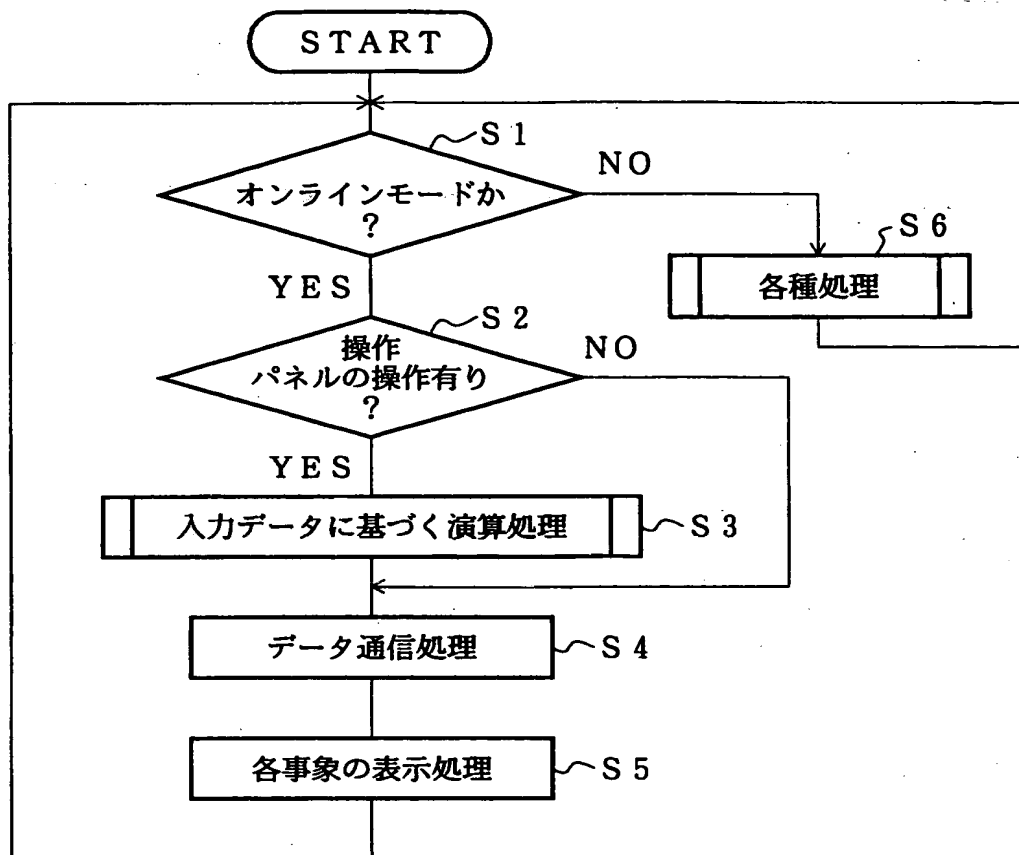 START
S1
オンラインモードか
?
NO
YES
S6
各種処理
S2
操作
パネルの操作有り
?
NO
YES
入力データに基づく演算処理
S3
データ通信処理
S4
各事象の表示処理
S5